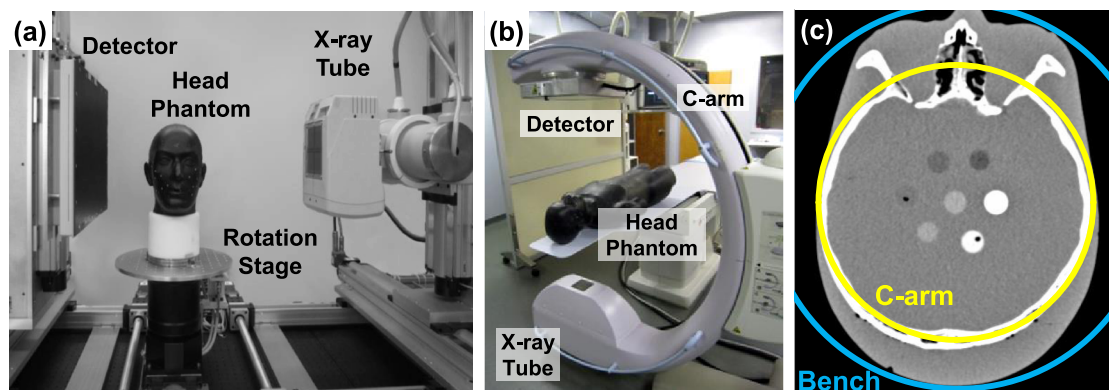 (a)
Detector
Head
Phantom
X-ray
Tube
Rotation
Stage
(b)
C-arm
Detector
Head
Phantom
X-ray
Tube
(c)
C-arm
Bench